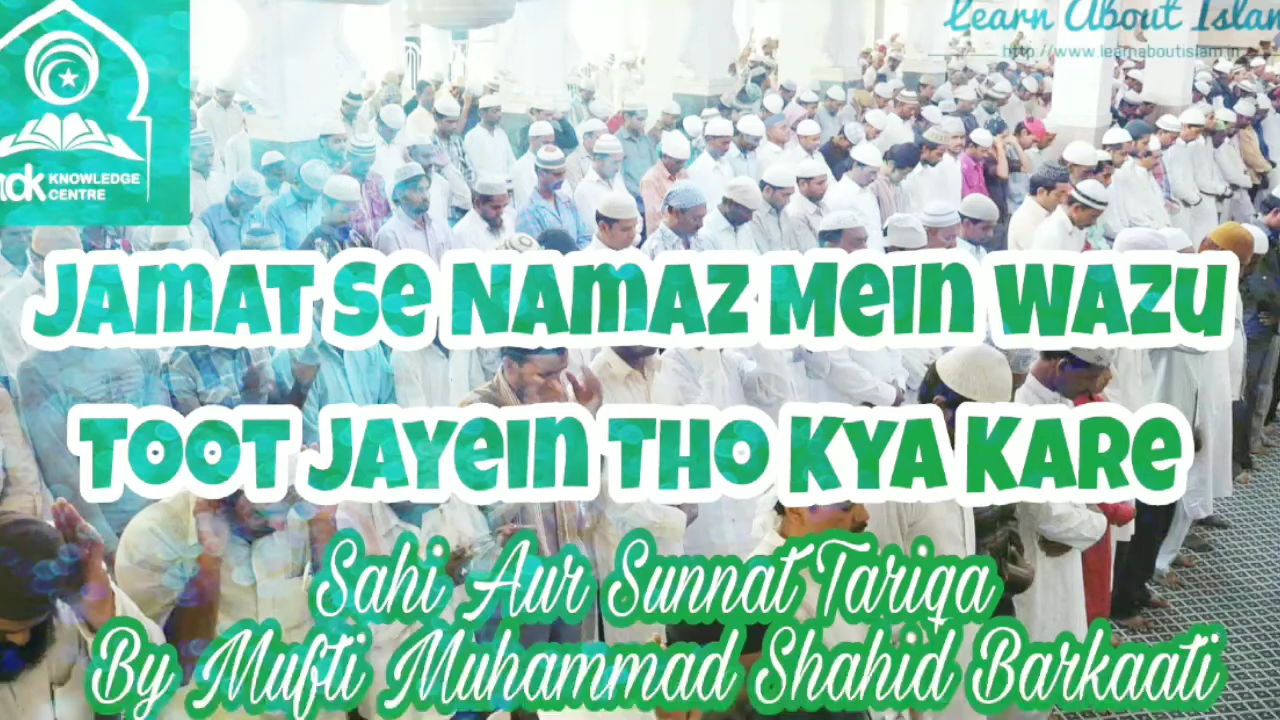 Learn About Islam
http://www.learnaboutislam.in
KNOWLEDGE
CENTRE
Jamat Se Namaz Mein Wazu
Toot Jayein Tho Kya Kare
Sahi Aur Sunnat Tariqa
By Mufti Muhammad Shahid Barkaati